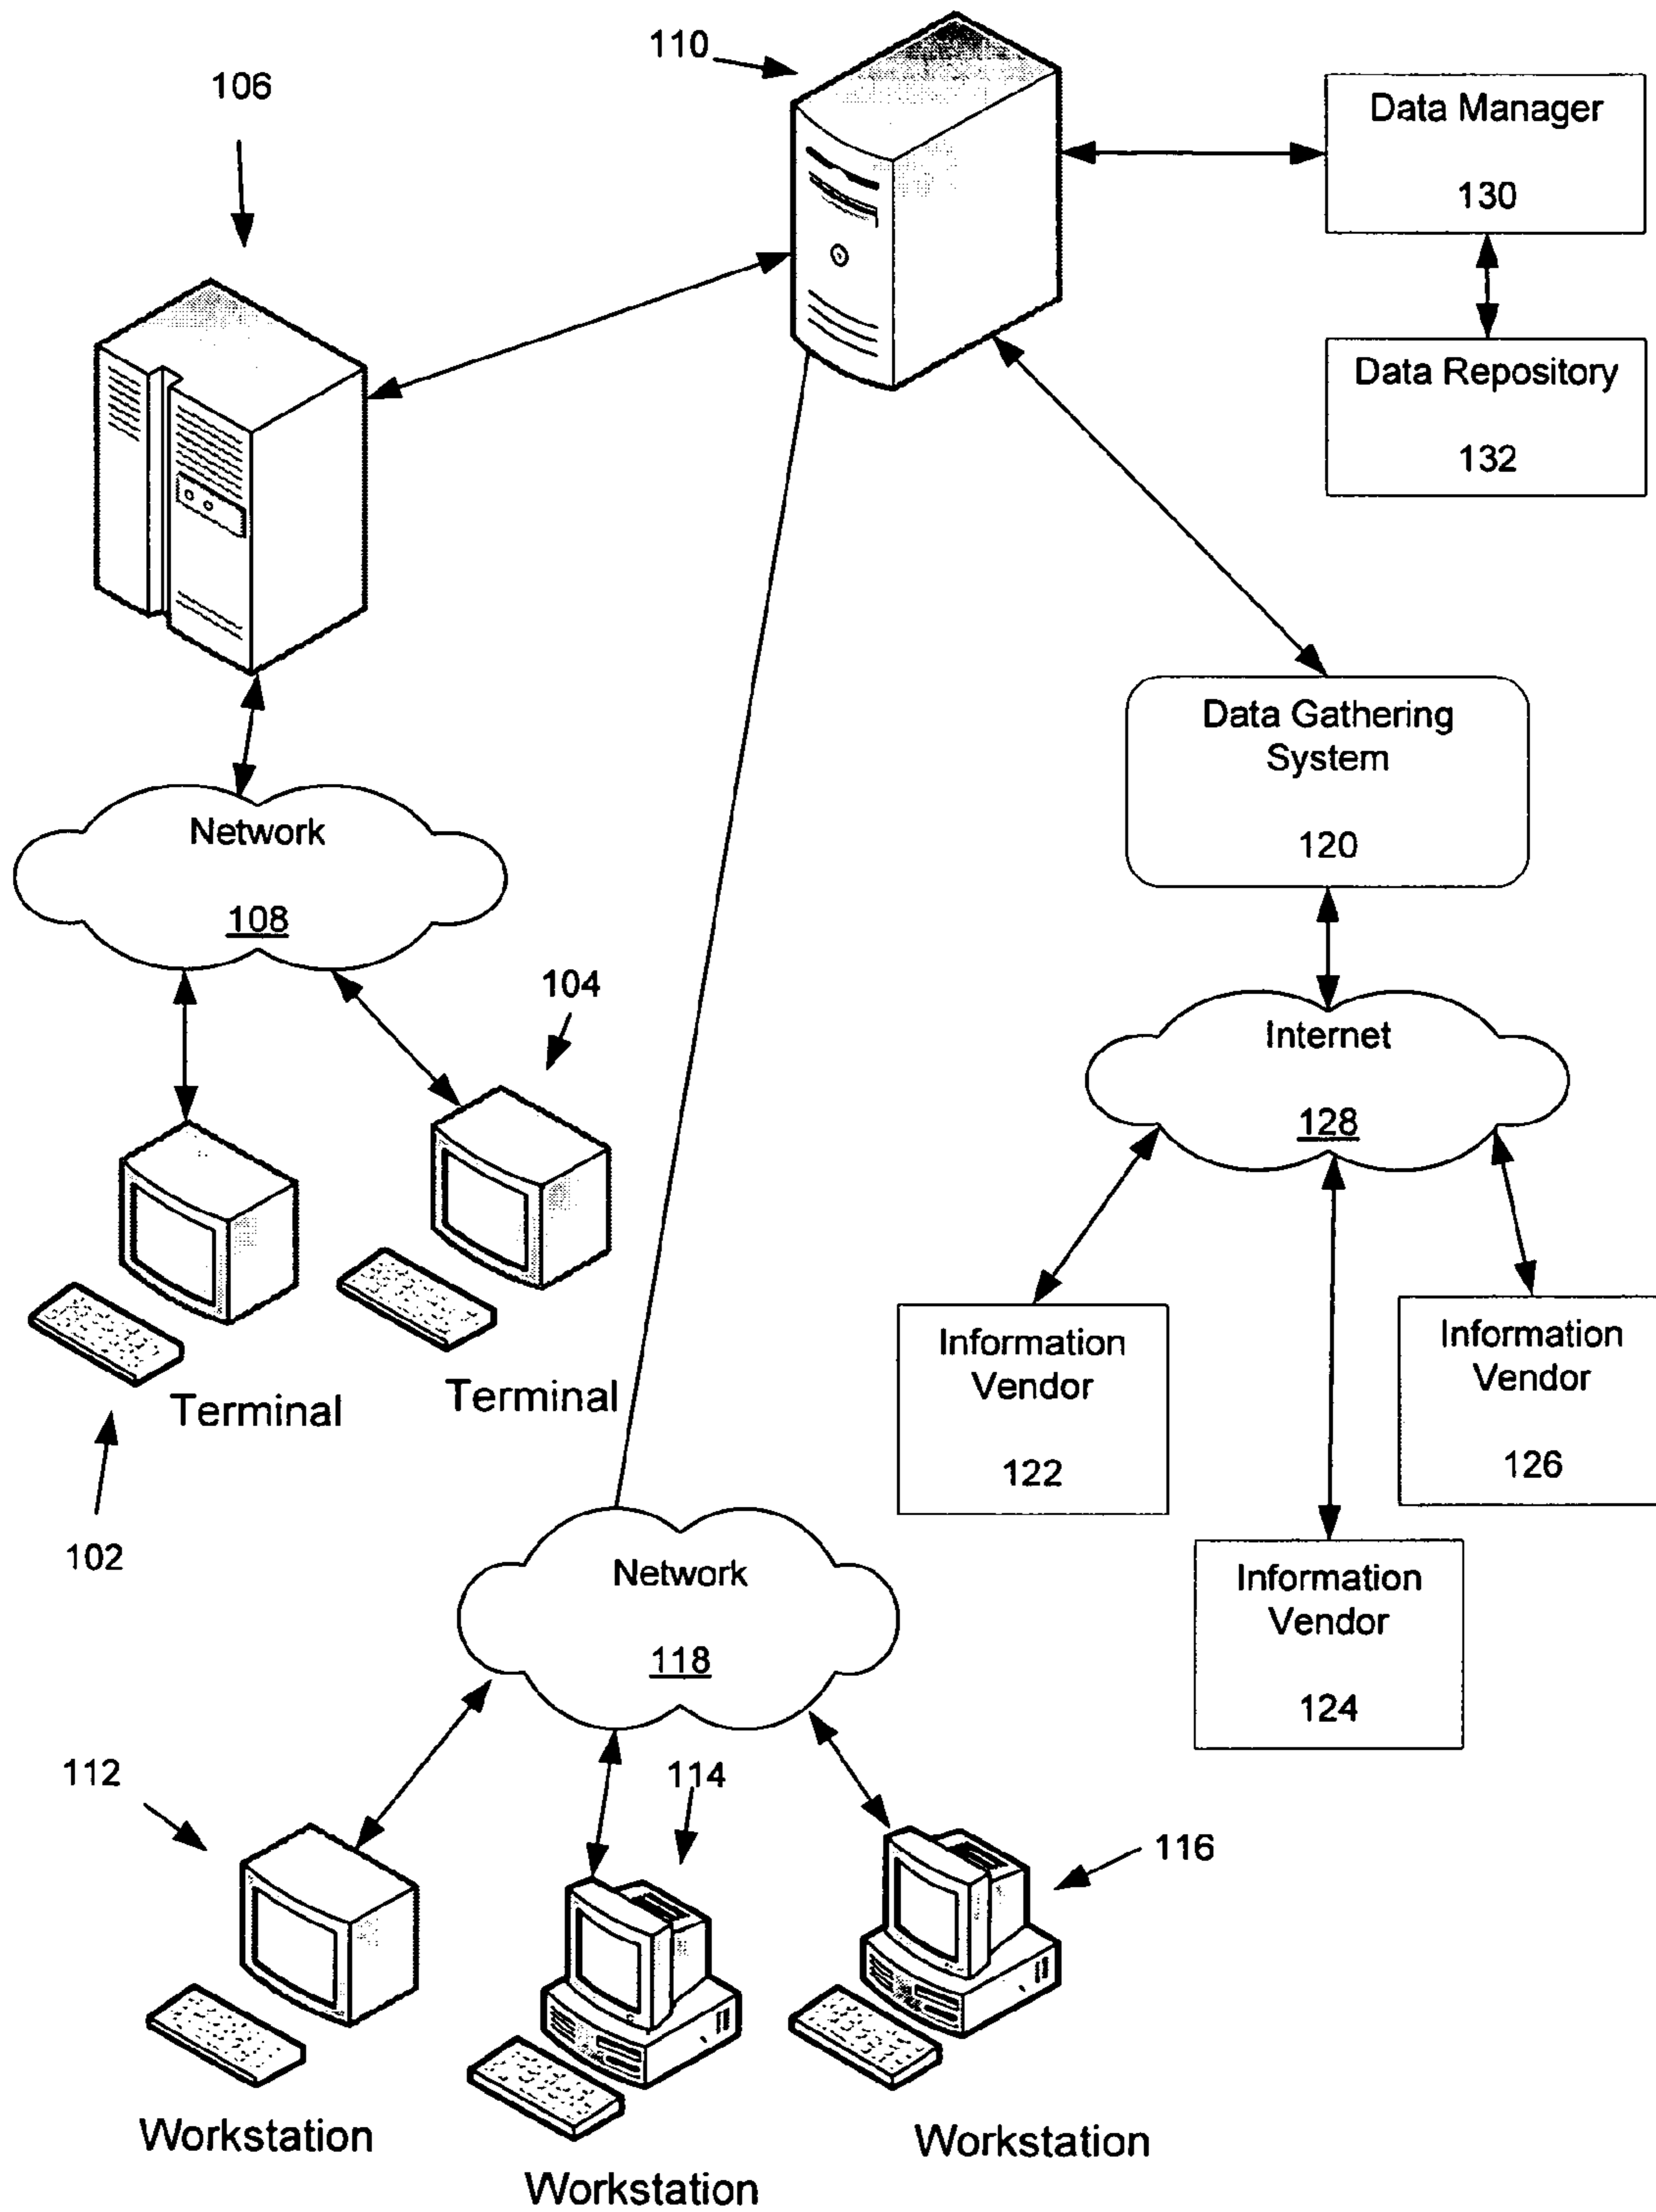 110
106
Data Manager
130
Data Repository
132
Data Gathering
System
120
Network
108
104
Internet
128
Terminal
Terminal
102
Information
Vendor
122
Information
Vendor
126
Information
Vendor
124
Network
118
112
114
116
Workstation
Workstation
Workstation